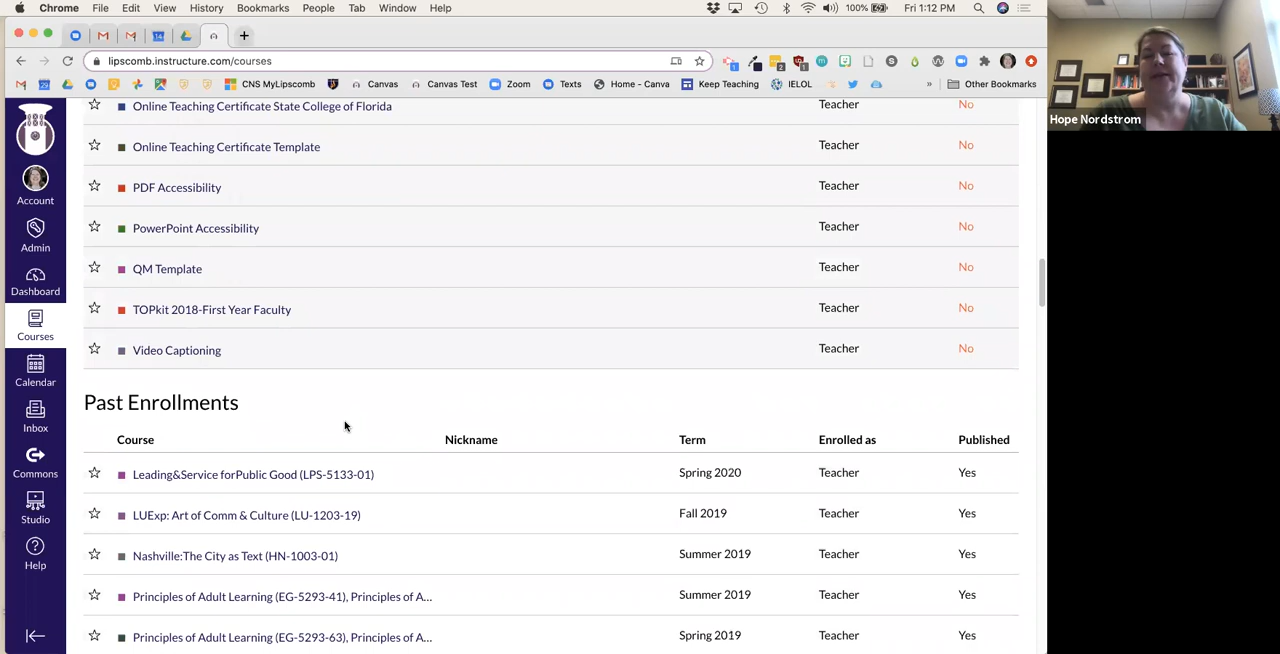 Chrome File Edit View History Bookmarks People Tab Window Help 100% Fri 1:12 PM
lipscomb.instructure.com/courses
CNS MyLipscomb Canvas Canvas Test Zoom Texts Home - Canva Keep Teaching IELOL » Other Bookmarks
Hope Nordstrom
Account
Admin
Dashboard
Courses
Calendar
Inbox
Commons
Studio
Help
Online Teaching Certificate State College of Florida Teacher No
Online Teaching Certificate Template Teacher No
PDF Accessibility Teacher No
PowerPoint Accessibility Teacher No
QM Template Teacher No
TOPkit 2018-First Year Faculty Teacher No
Video Captioning Teacher No
Past Enrollments
Course Nickname Term Enrolled as Published
Leading&Service forPublic Good (LPS-5133-01) Spring 2020 Teacher Yes
LUExp: Art of Comm & Culture (LU-1203-19) Fall 2019 Teacher Yes
Nashville:The City as Text (HN-1003-01) Summer 2019 Teacher Yes
Principles of Adult Learning (EG-5293-41), Principles of A... Summer 2019 Teacher Yes
Principles of Adult Learning (EG-5293-63), Principles of A... Spring 2019 Teacher Yes